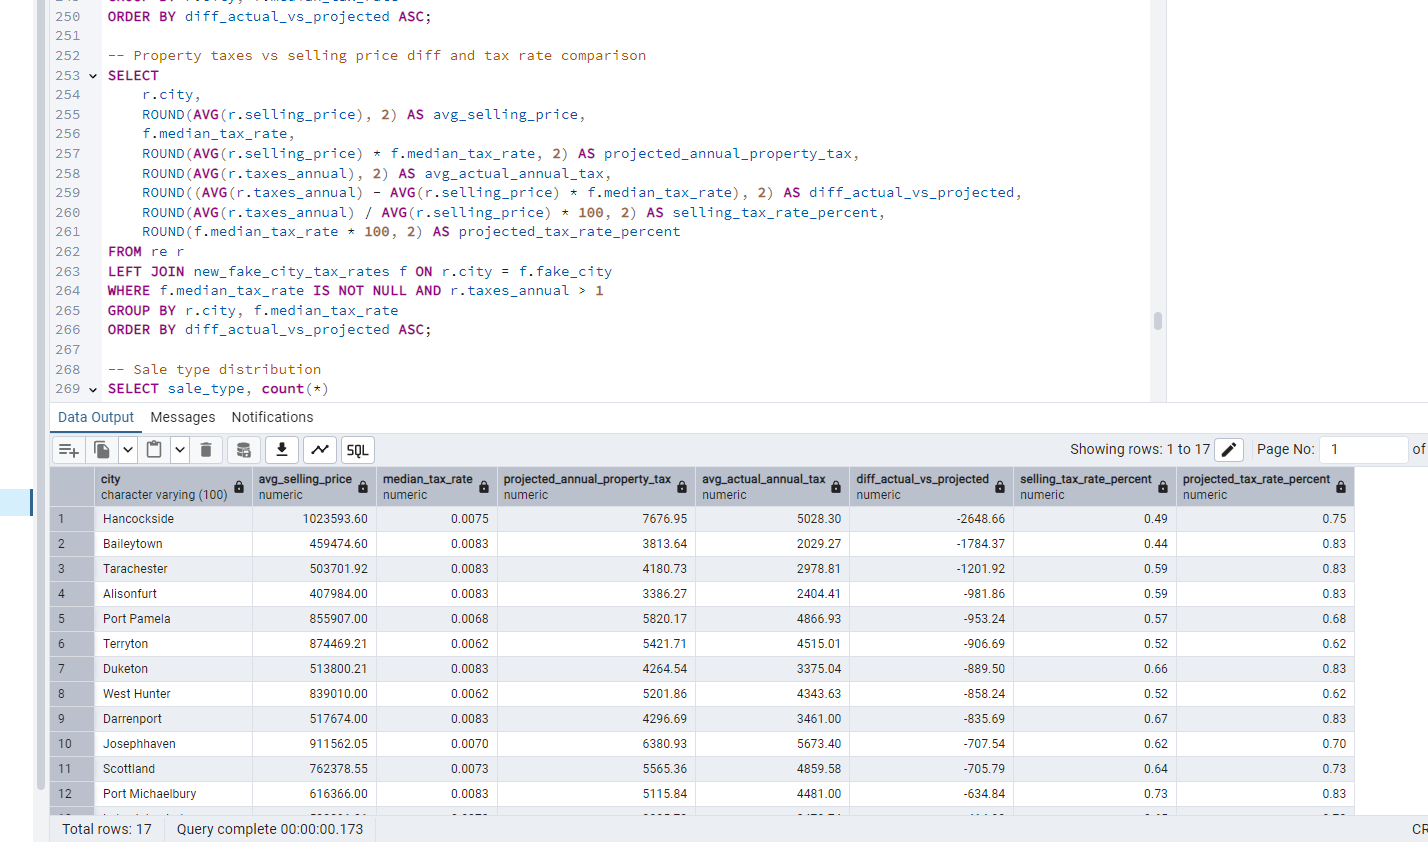 250 ORDER BY diff_actual_vs_projected ASC;
251
252 -- Property taxes vs selling price diff and tax rate comparison
253 SELECT
254 r.city,
255 ROUND(AVG(r.selling_price), 2) AS avg_selling_price,
256 f.median_tax_rate,
257 ROUND(AVG(r.selling_price) * f.median_tax_rate, 2) AS projected_annual_property_tax,
258 ROUND(AVG(r.taxes_annual), 2) AS avg_actual_annual_tax,
259 ROUND((AVG(r.taxes_annual) - AVG(r.selling_price) * f.median_tax_rate), 2) AS diff_actual_vs_projected,
260 ROUND(AVG(r.taxes_annual) / AVG(r.selling_price) * 100, 2) AS selling_tax_rate_percent,
261 ROUND(f.median_tax_rate * 100, 2) AS projected_tax_rate_percent
262 FROM re r
263 LEFT JOIN new_fake_city_tax_rates f ON r.city = f.fake_city
264 WHERE f.median_tax_rate IS NOT NULL AND r.taxes_annual > 1
265 GROUP BY r.city, f.median_tax_rate
266 ORDER BY diff_actual_vs_projected ASC;
267
268 -- Sale type distribution
269 SELECT sale_type, count(*)
Data Output Messages Notifications
SQL Showing rows: 1 to 17 Page No: 1 of
city avg_selling_price median_tax_rate projected_annual_property_tax avg_actual_annual_tax diff_actual_vs_projected selling_tax_rate_percent projected_tax_rate_percent
character varying (100) numeric numeric numeric numeric numeric numeric numeric
1 Hancockside 1023593.60 0.0075 7676.95 5028.30 -2648.66 0.49 0.75
2 Baileytown 459474.60 0.0083 3813.64 2029.27 -1784.37 0.44 0.83
3 Tarachester 503701.92 0.0083 4180.73 2978.81 -1201.92 0.59 0.83
4 Alisonfurt 407984.00 0.0083 3386.27 2404.41 -981.86 0.59 0.83
5 Port Pamela 855907.00 0.0068 5820.17 4866.93 -953.24 0.57 0.68
6 Terryton 874469.21 0.0062 5421.71 4515.01 -906.69 0.52 0.62
7 Duketon 513800.21 0.0083 4264.54 3375.04 -889.50 0.66 0.83
8 West Hunter 839010.00 0.0062 5201.86 4343.63 -858.24 0.52 0.62
9 Darrenport 517674.00 0.0083 4296.69 3461.00 -835.69 0.67 0.83
10 Josephhaven 911562.05 0.0070 6380.93 5673.40 -707.54 0.62 0.70
11 Scottland 762378.55 0.0073 5565.36 4859.58 -705.79 0.64 0.73
12 Port Michaelbury 616366.00 0.0083 5115.84 4481.00 -634.84 0.73 0.83
Total rows: 17 Query complete 00:00:00.173 CR